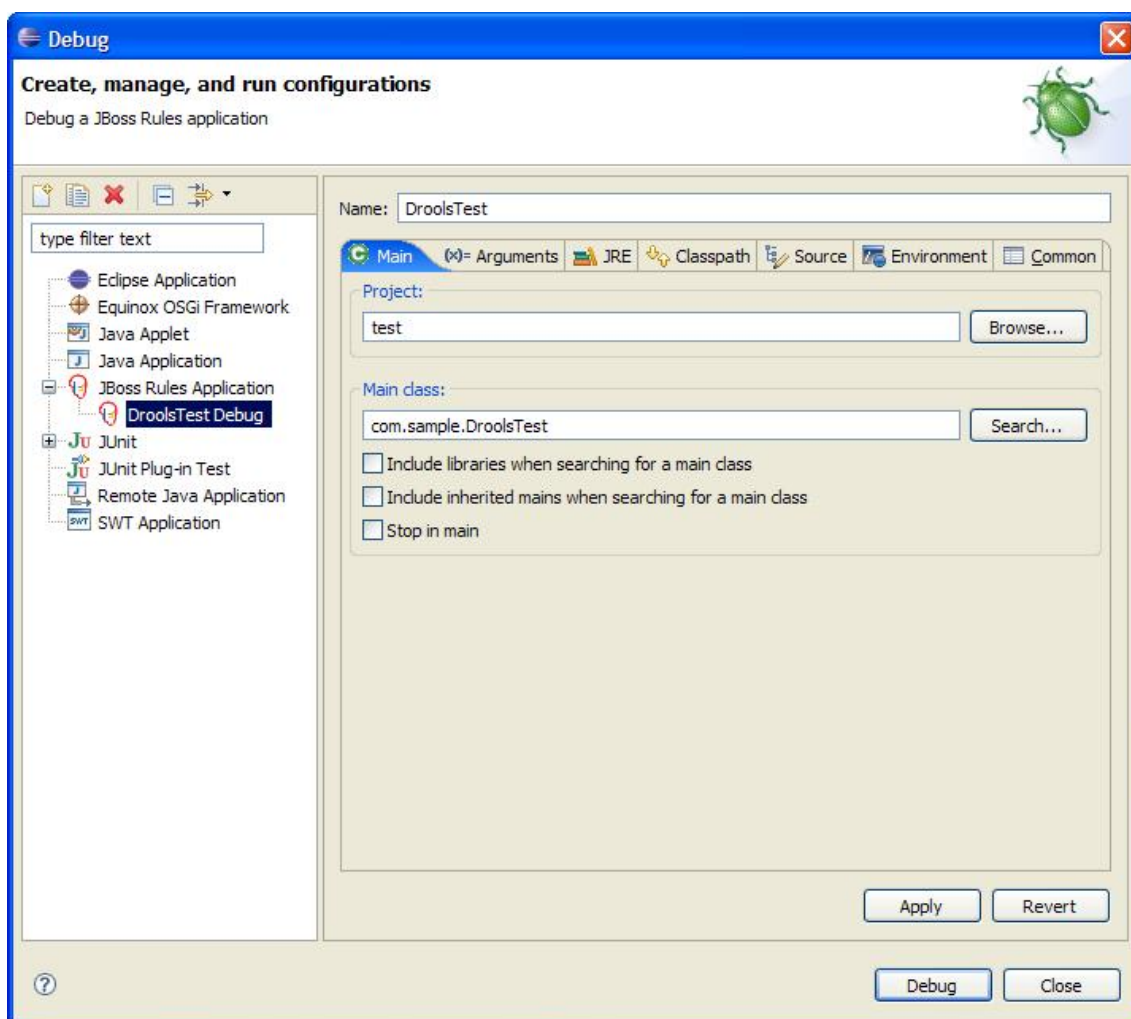 Debug
Create, manage, and run configurations
Debug a JBoss Rules application
type filter text
Eclipse Application
Equinox OSGi Framework
Java Applet
Java Application
JBoss Rules Application
DroolsTest Debug
JUnit
JUnit Plug-in Test
Remote Java Application
SWT Application
Name: DroolsTest
Main (x)= Arguments JRE Classpath Source Environment Common
Project:
test Browse...
Main class:
com.sample.DroolsTest Search...
Include libraries when searching for a main class
Include inherited mains when searching for a main class
Stop in main
Apply Revert
Debug Close